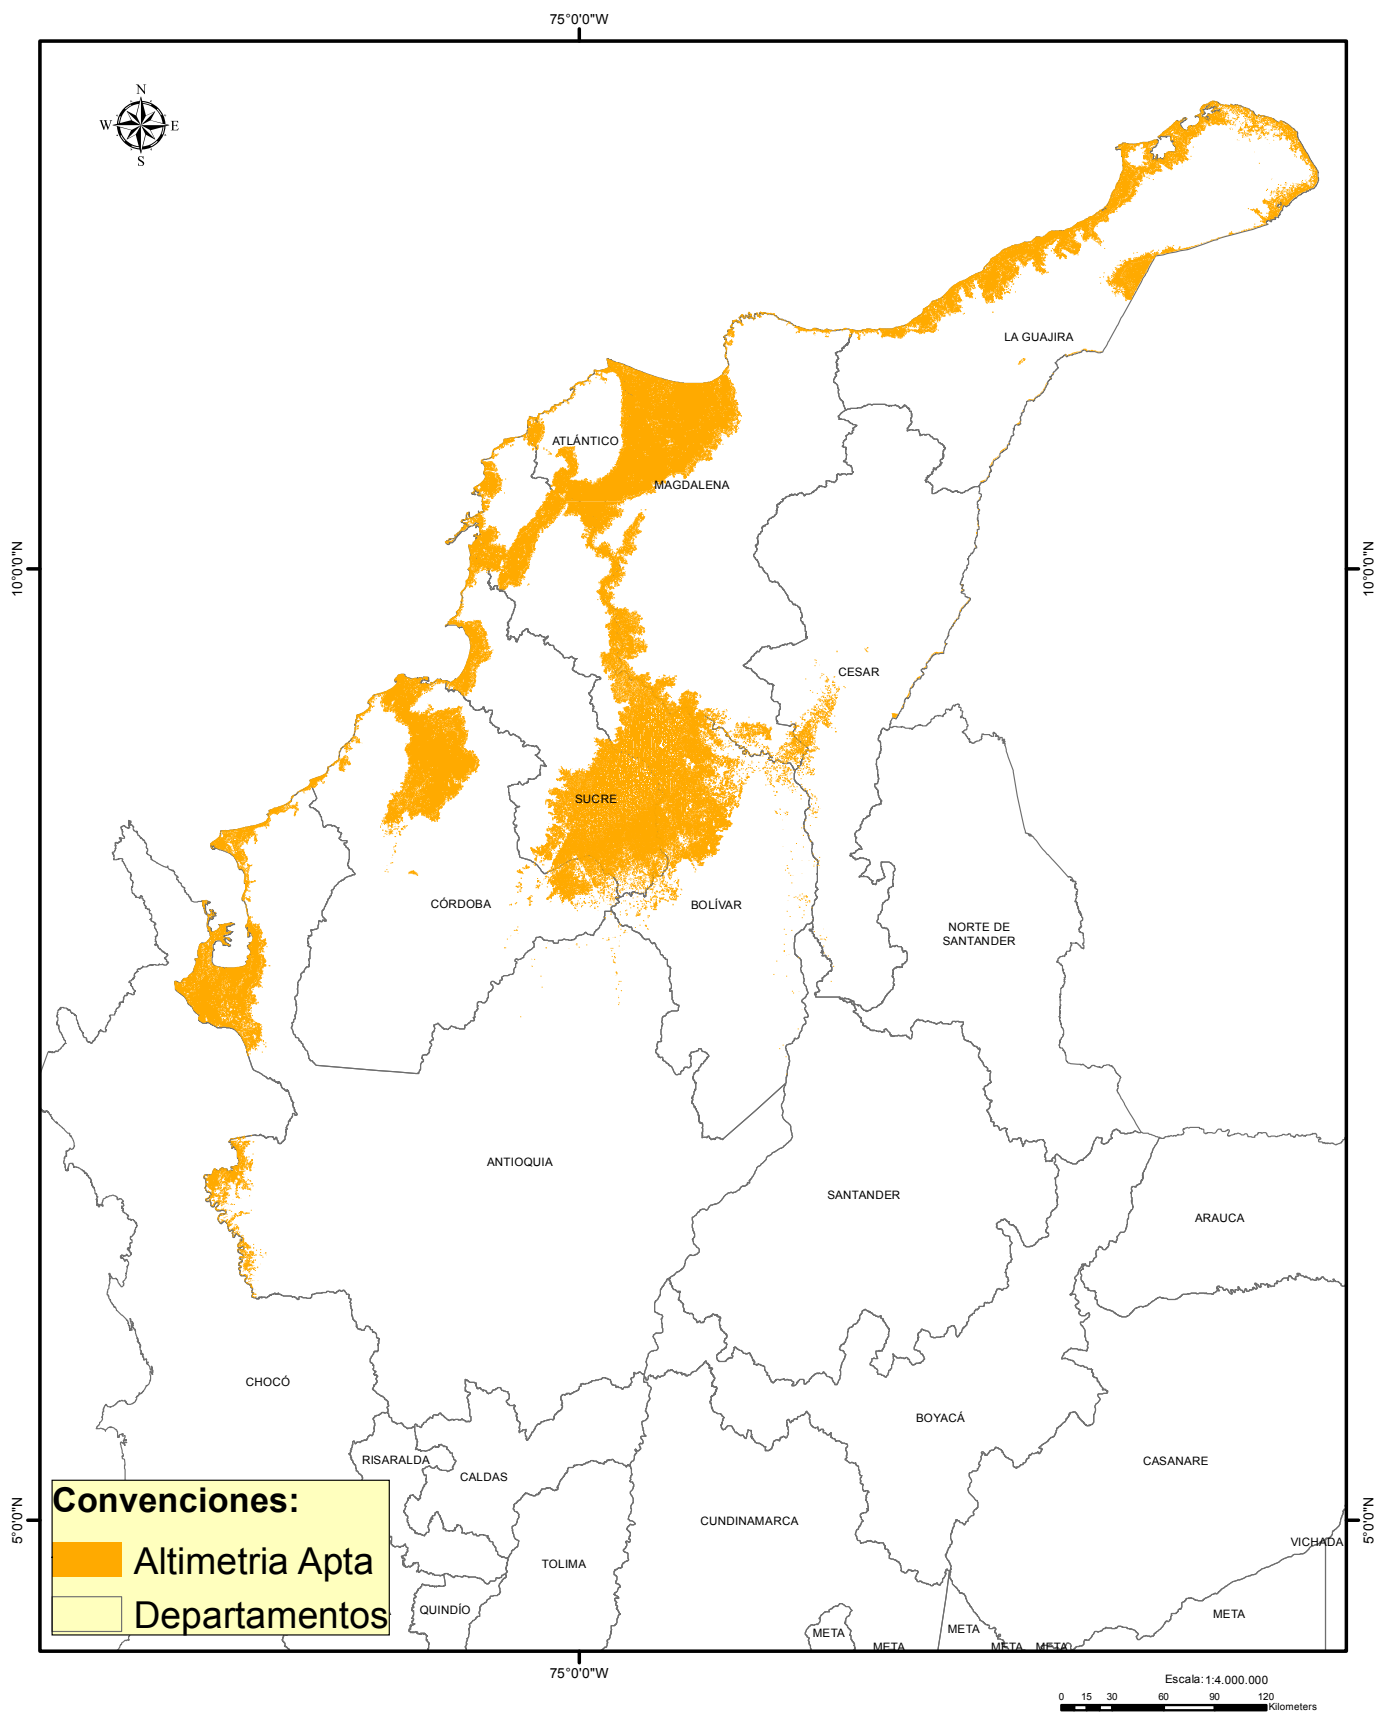 75°0'0"W
N
W E
S
LA GUAJIRA
ATLÁNTICO
MAGDALENA
10°0'0"N
10°0'0"N
CESAR
SUCRE
CÓRDOBA
BOLÍVAR
NORTE DE
SANTANDER
ANTIOQUIA
SANTANDER
ARAUCA
CHOCÓ
BOYACÁ
RISARALDA
CASANARE
CALDAS
Convenciones:
5°0'0"N
CUNDINAMARCA
5°0'0"N
VICHADA
Altimetria Apta
TOLIMA
Departamentos
QUINDÍO
META
META
META
META
META
75°0'0"W
Escala: 1:4.000.000
0 15 30 60 90 120
Kilometers